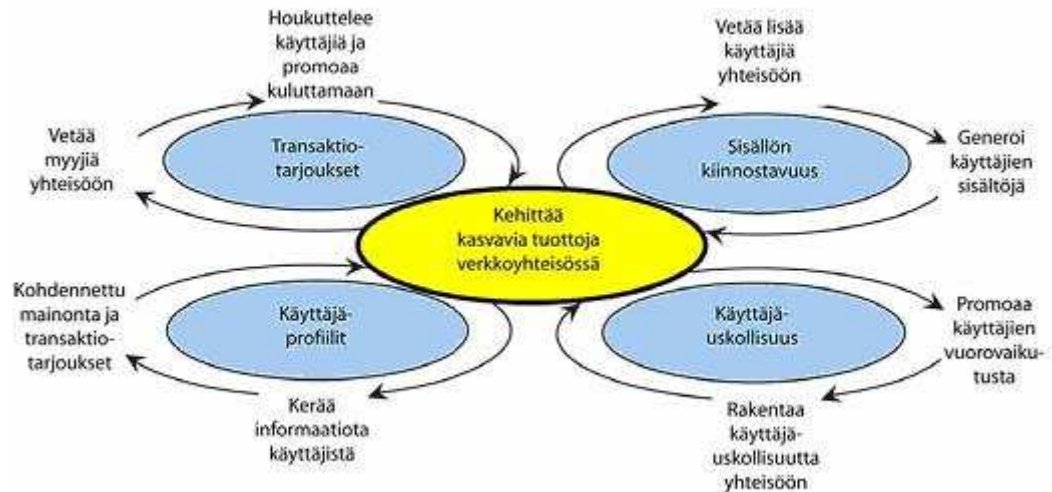 Houkuttelee
käyttäjiä ja
promoaa
kuluttamaan
Vetää
myyjiä
yhteisöön
Transaktio-
tarjoukset
Vetää lisää
käyttäjiä
yhteisöön
Sisällön
kiinnostavuus
Generoi
käyttäjien
sisältöjä
Kehittää
kasvavia tuottoja
verkkoyhteisössä
Kohdennettu
mainonta ja
transaktio-
tarjoukset
Käyttäjä-
profiilit
Kerää
informaatiota
käyttäjistä
Käyttäjä-
uskollisuus
Promoaa
käyttäjien
vuorovaiku-
tusta
Rakentaa
käyttäjä-
uskollisuutta
yhteisöön